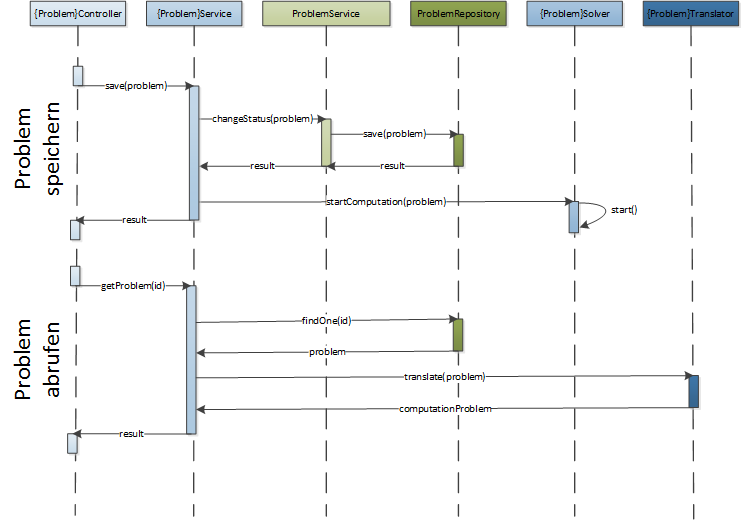 {Problem}Controller
{Problem}Service
ProblemService
ProblemRepository
{Problem}Solver
{Problem}Translator
Problem
speichern
save(problem)
changeStatus(problem)
save(problem)
result
result
startComputation(problem)
start()
result
Problem
abrufen
getProblem(id)
findOne(id)
problem
translate(problem)
computationProblem
result